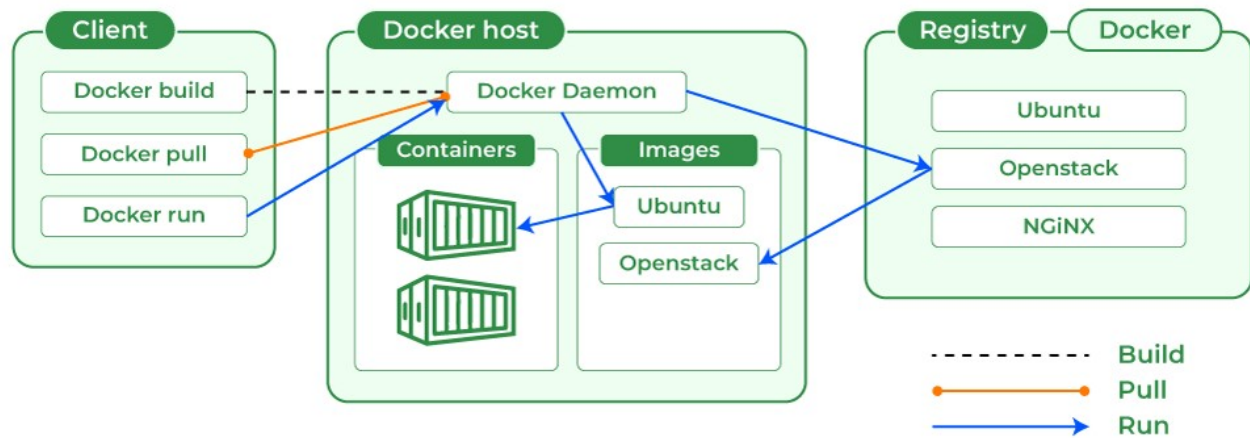 Client
Docker build
Docker pull
Docker run
Docker host
Docker Daemon
Containers
Images
Ubuntu
Openstack
Registry
Docker
Ubuntu
Openstack
NGiNX
Build
Pull
Run